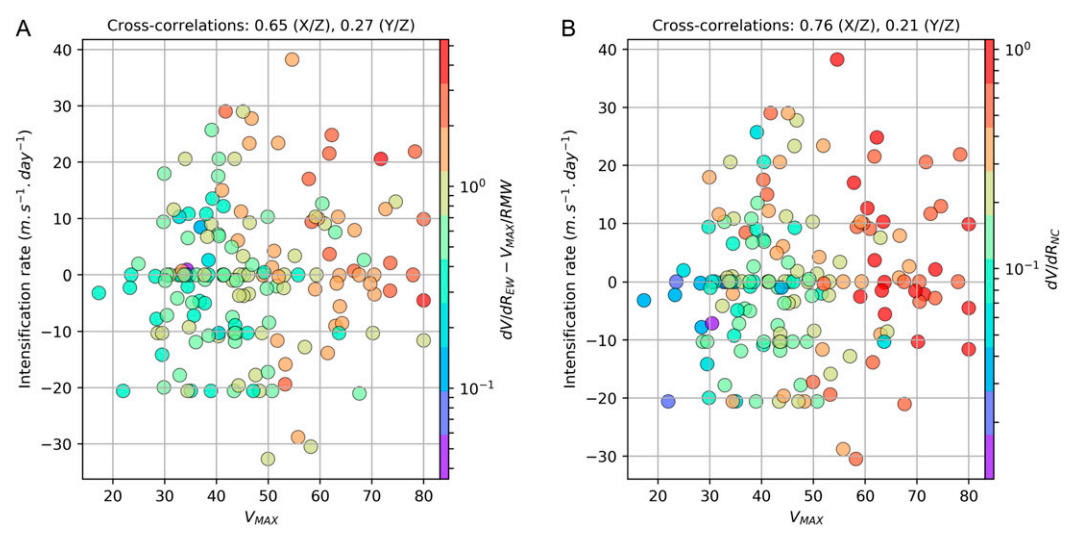 A
Cross-correlations: 0.65 (X/Z), 0.27 (Y/Z)
40
30
20
10
0
−10
−20
−30
Intensification rate (m.s⁻¹.day⁻¹)
20 30 40 50 60 70 80
V_MAX
10⁰
10⁻¹
dV/dR_EW − V_MAX/RMW
B
Cross-correlations: 0.76 (X/Z), 0.21 (Y/Z)
40
30
20
10
0
−10
−20
−30
Intensification rate (m.s⁻¹.day⁻¹)
20 30 40 50 60 70 80
V_MAX
10⁰
10⁻¹
dV/dR_NC